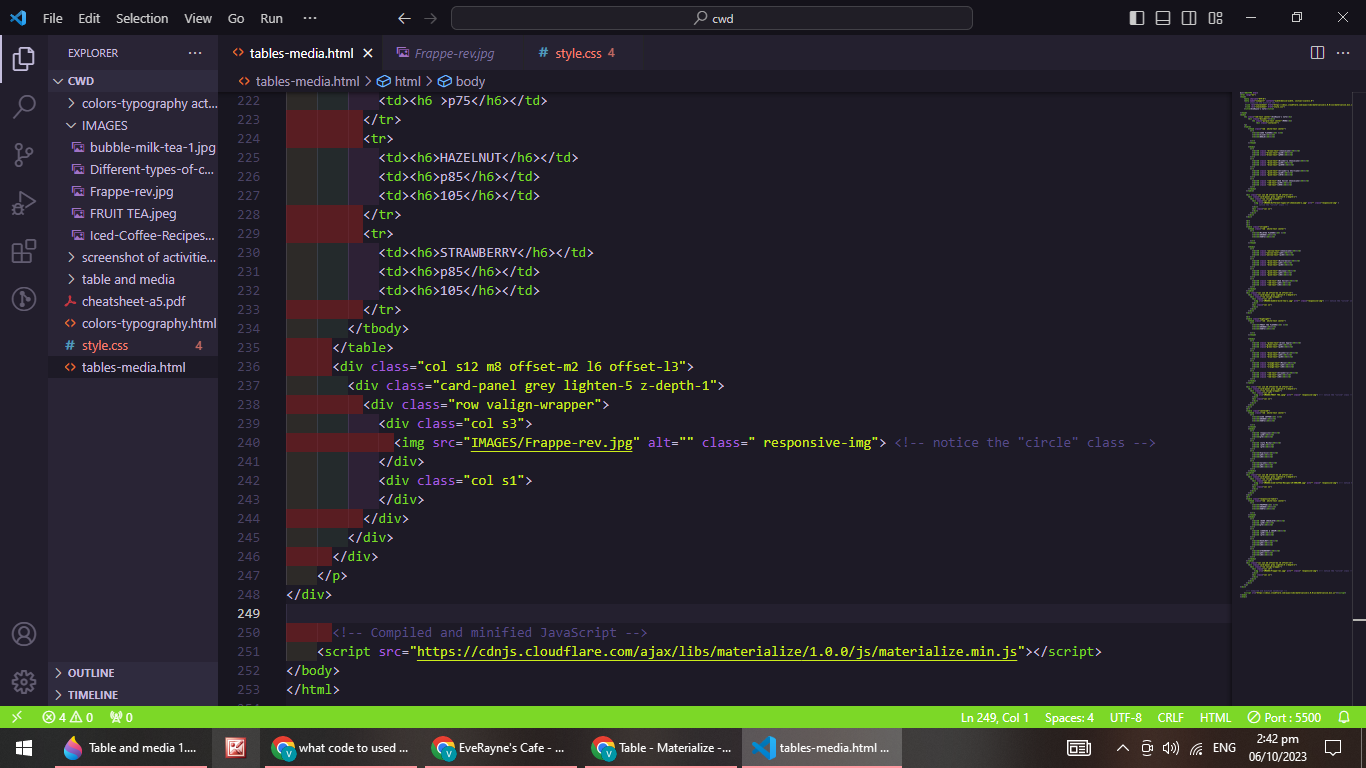 File Edit Selection View Go Run ···
cwd
EXPLORER ···
tables-media.html
Frappe-rev.jpg
# style.css 4
CWD
<> tables-media.html > html > body
colors-typography act...
IMAGES
bubble-milk-tea-1.jpg
Different-types-of-c...
Frappe-rev.jpg
FRUIT TEA.jpeg
Iced-Coffee-Recipes...
screenshot of activitie...
table and media
cheatsheet-a5.pdf
<> colors-typography.html
# style.css 4
<> tables-media.html
OUTLINE
TIMELINE
222 <td><h6 >p75</h6></td>
223 </tr>
224 <tr>
225 <td><h6>HAZELNUT</h6></td>
226 <td><h6>p85</h6></td>
227 <td><h6>105</h6></td>
228 </tr>
229 <tr>
230 <td><h6>STRAWBERRY</h6></td>
231 <td><h6>p85</h6></td>
232 <td><h6>105</h6></td>
233 </tr>
234 </tbody>
235 </table>
236 <div class="col s12 m8 offset-m2 l6 offset-l3">
237 <div class="card-panel grey lighten-5 z-depth-1">
238 <div class="row valign-wrapper">
239 <div class="col s3">
240 <img src="IMAGES/Frappe-rev.jpg" alt="" class=" responsive-img"> <!-- notice the "circle" class -->
241 </div>
242 <div class="col s1">
243 </div>
244 </div>
245 </div>
246 </div>
247 </p>
248 </div>
249
250 <!-- Compiled and minified JavaScript -->
251 <script src="https://cdnjs.cloudflare.com/ajax/libs/materialize/1.0.0/js/materialize.min.js"></script>
252 </body>
253 </html>
4 0 0
Ln 249, Col 1 Spaces: 4 UTF-8 CRLF HTML Port : 5500
Table and media 1....
what code to used ...
EveRayne's Cafe - ...
Table - Materialize -...
tables-media.html ...
ENG
2:42 pm
06/10/2023